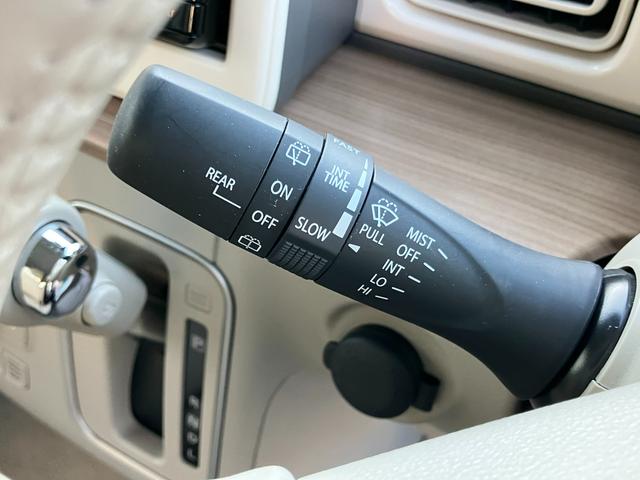 REAR
ON
OFF
FAST
INT
TIME
SLOW
PULL
MIST
OFF
INT
LO
HI
P
R
N
D
L